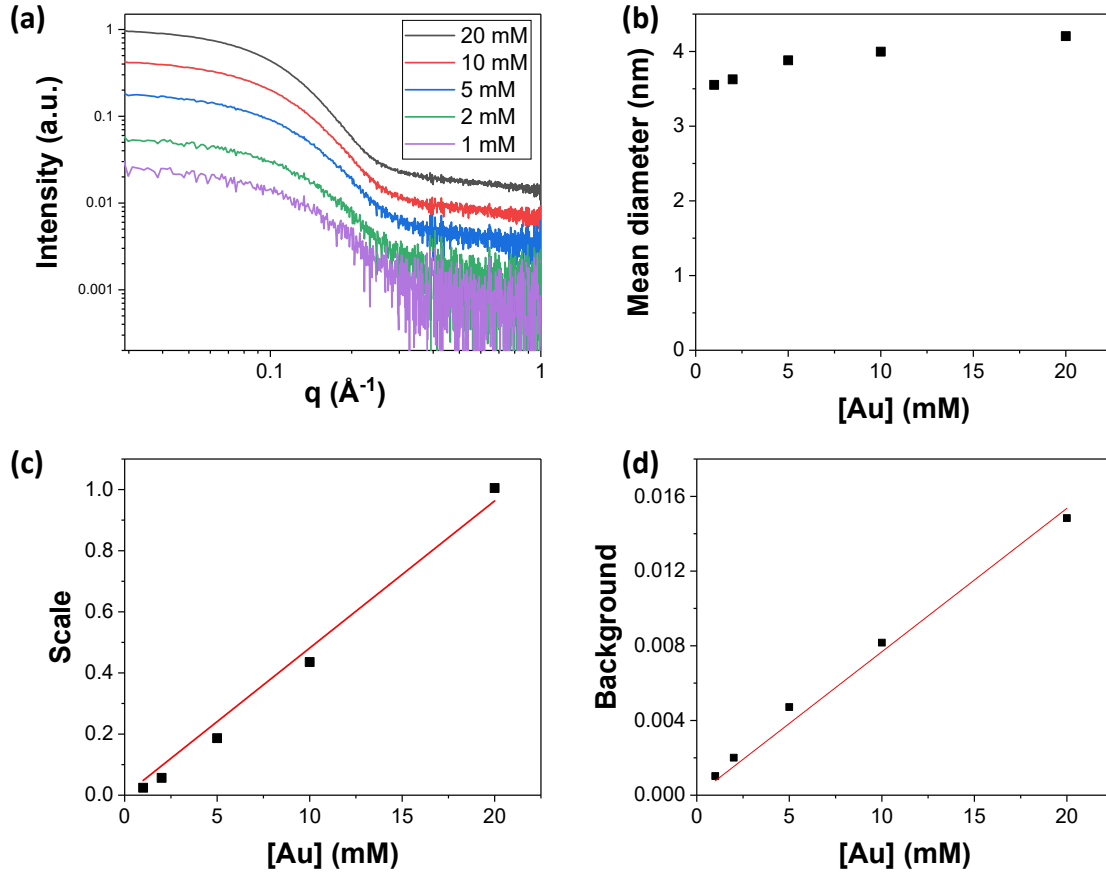 (a)
Intensity (a.u.)
1
0.1
0.01
0.001
20 mM
10 mM
5 mM
2 mM
1 mM
0.1
1
q (Å⁻¹)
(b)
Mean diameter (nm)
4
2
0
0
5
10
15
20
[Au] (mM)
(c)
Scale
1.0
0.8
0.6
0.4
0.2
0.0
0
5
10
15
20
[Au] (mM)
(d)
Background
0.016
0.012
0.008
0.004
0.000
0
5
10
15
20
[Au] (mM)